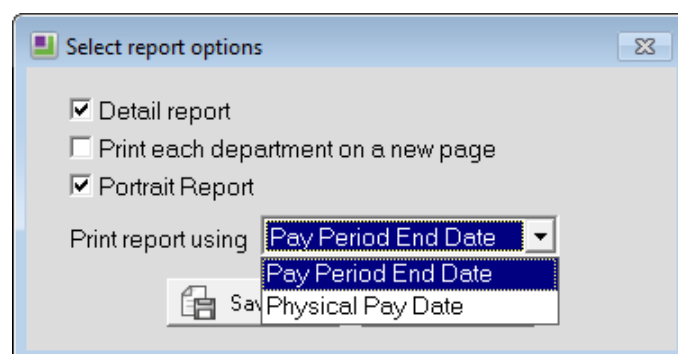 Select report options
Detail report
Print each department on a new page
Portrait Report
Print report using Pay Period End Date
Pay Period End Date
Physical Pay Date